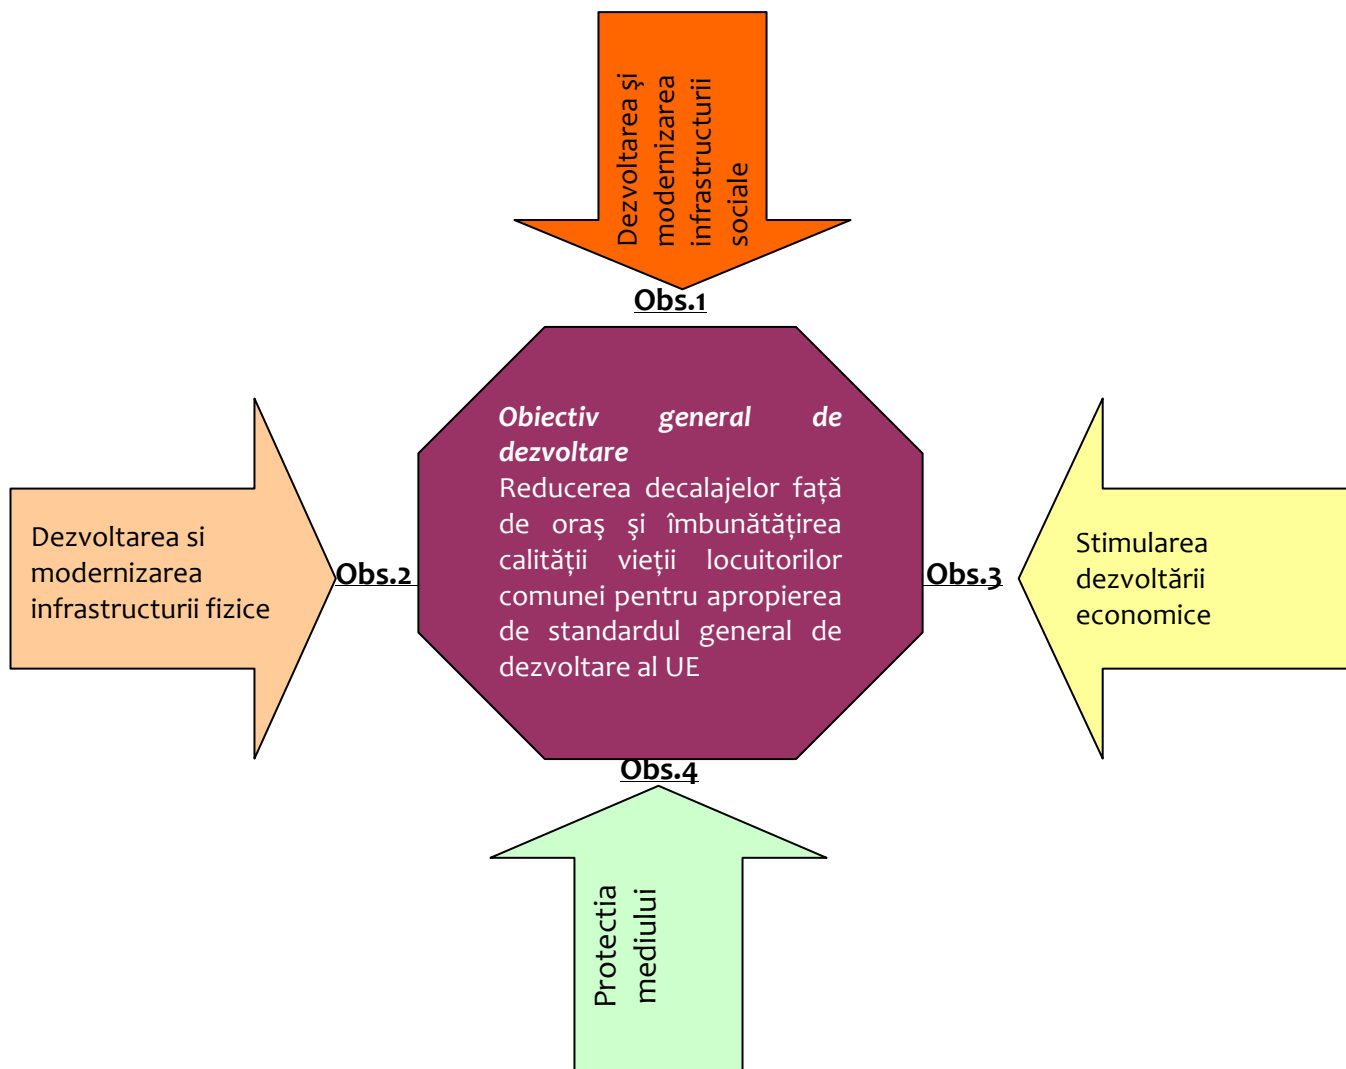 Dezvoltarea şi
modernizarea
infrastructurii
sociale
Obs.1
Obiectiv general de
dezvoltare
Reducerea decalajelor față
de oraş şi îmbunătățirea
calității vieții locuitorilor
comunei pentru apropierea
de standardul general de
dezvoltare al UE
Dezvoltarea si
modernizarea
infrastructurii fizice
Obs.2
Obs.3
Stimularea
dezvoltării
economice
Obs.4
Protectia
mediului